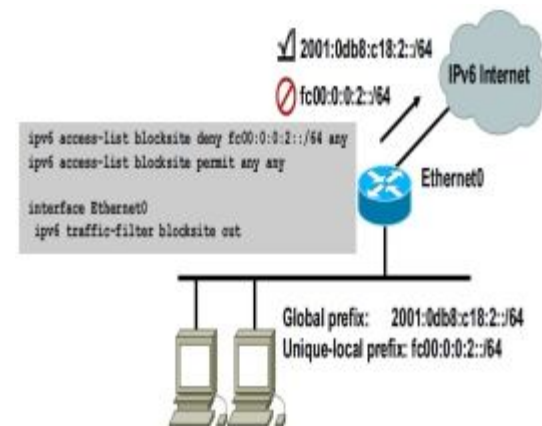 2001:0db8:c18:2::/64
fc00:0:0:2::/64
IPv6 Internet
ipv6 access-list blocksite deny fc00:0:0:2::/64 any
ipv6 access-list blocksite permit any any
interface Ethernet0
ipv6 traffic-filter blocksite out
Ethernet0
Global prefix: 2001:0db8:c18:2::/64
Unique-local prefix: fc00:0:0:2::/64